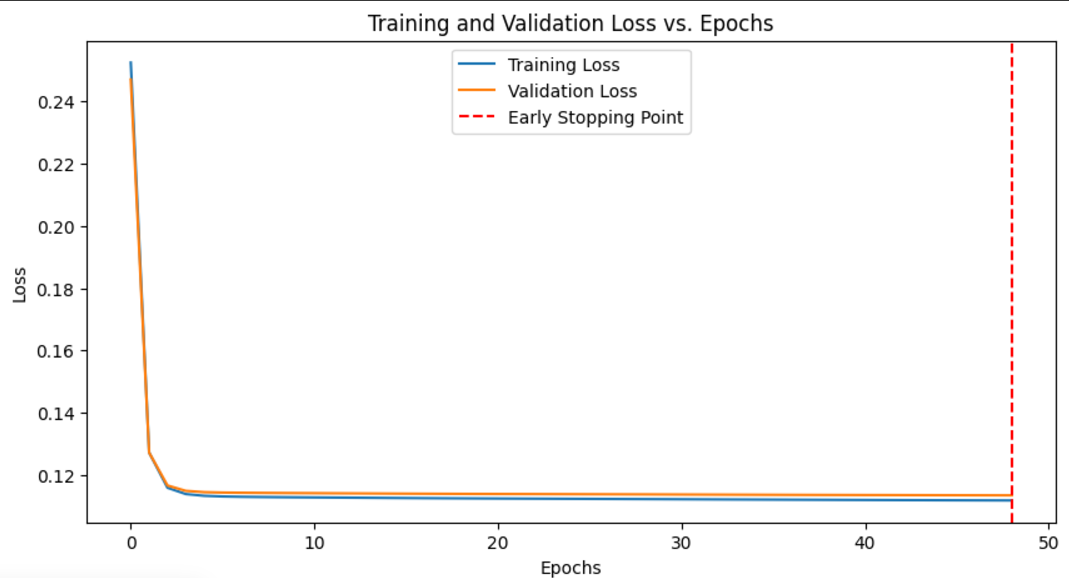 Training and Validation Loss vs. Epochs
Training Loss
Validation Loss
Early Stopping Point
Loss
0.24
0.22
0.20
0.18
0.16
0.14
0.12
0
10
20
30
40
50
Epochs